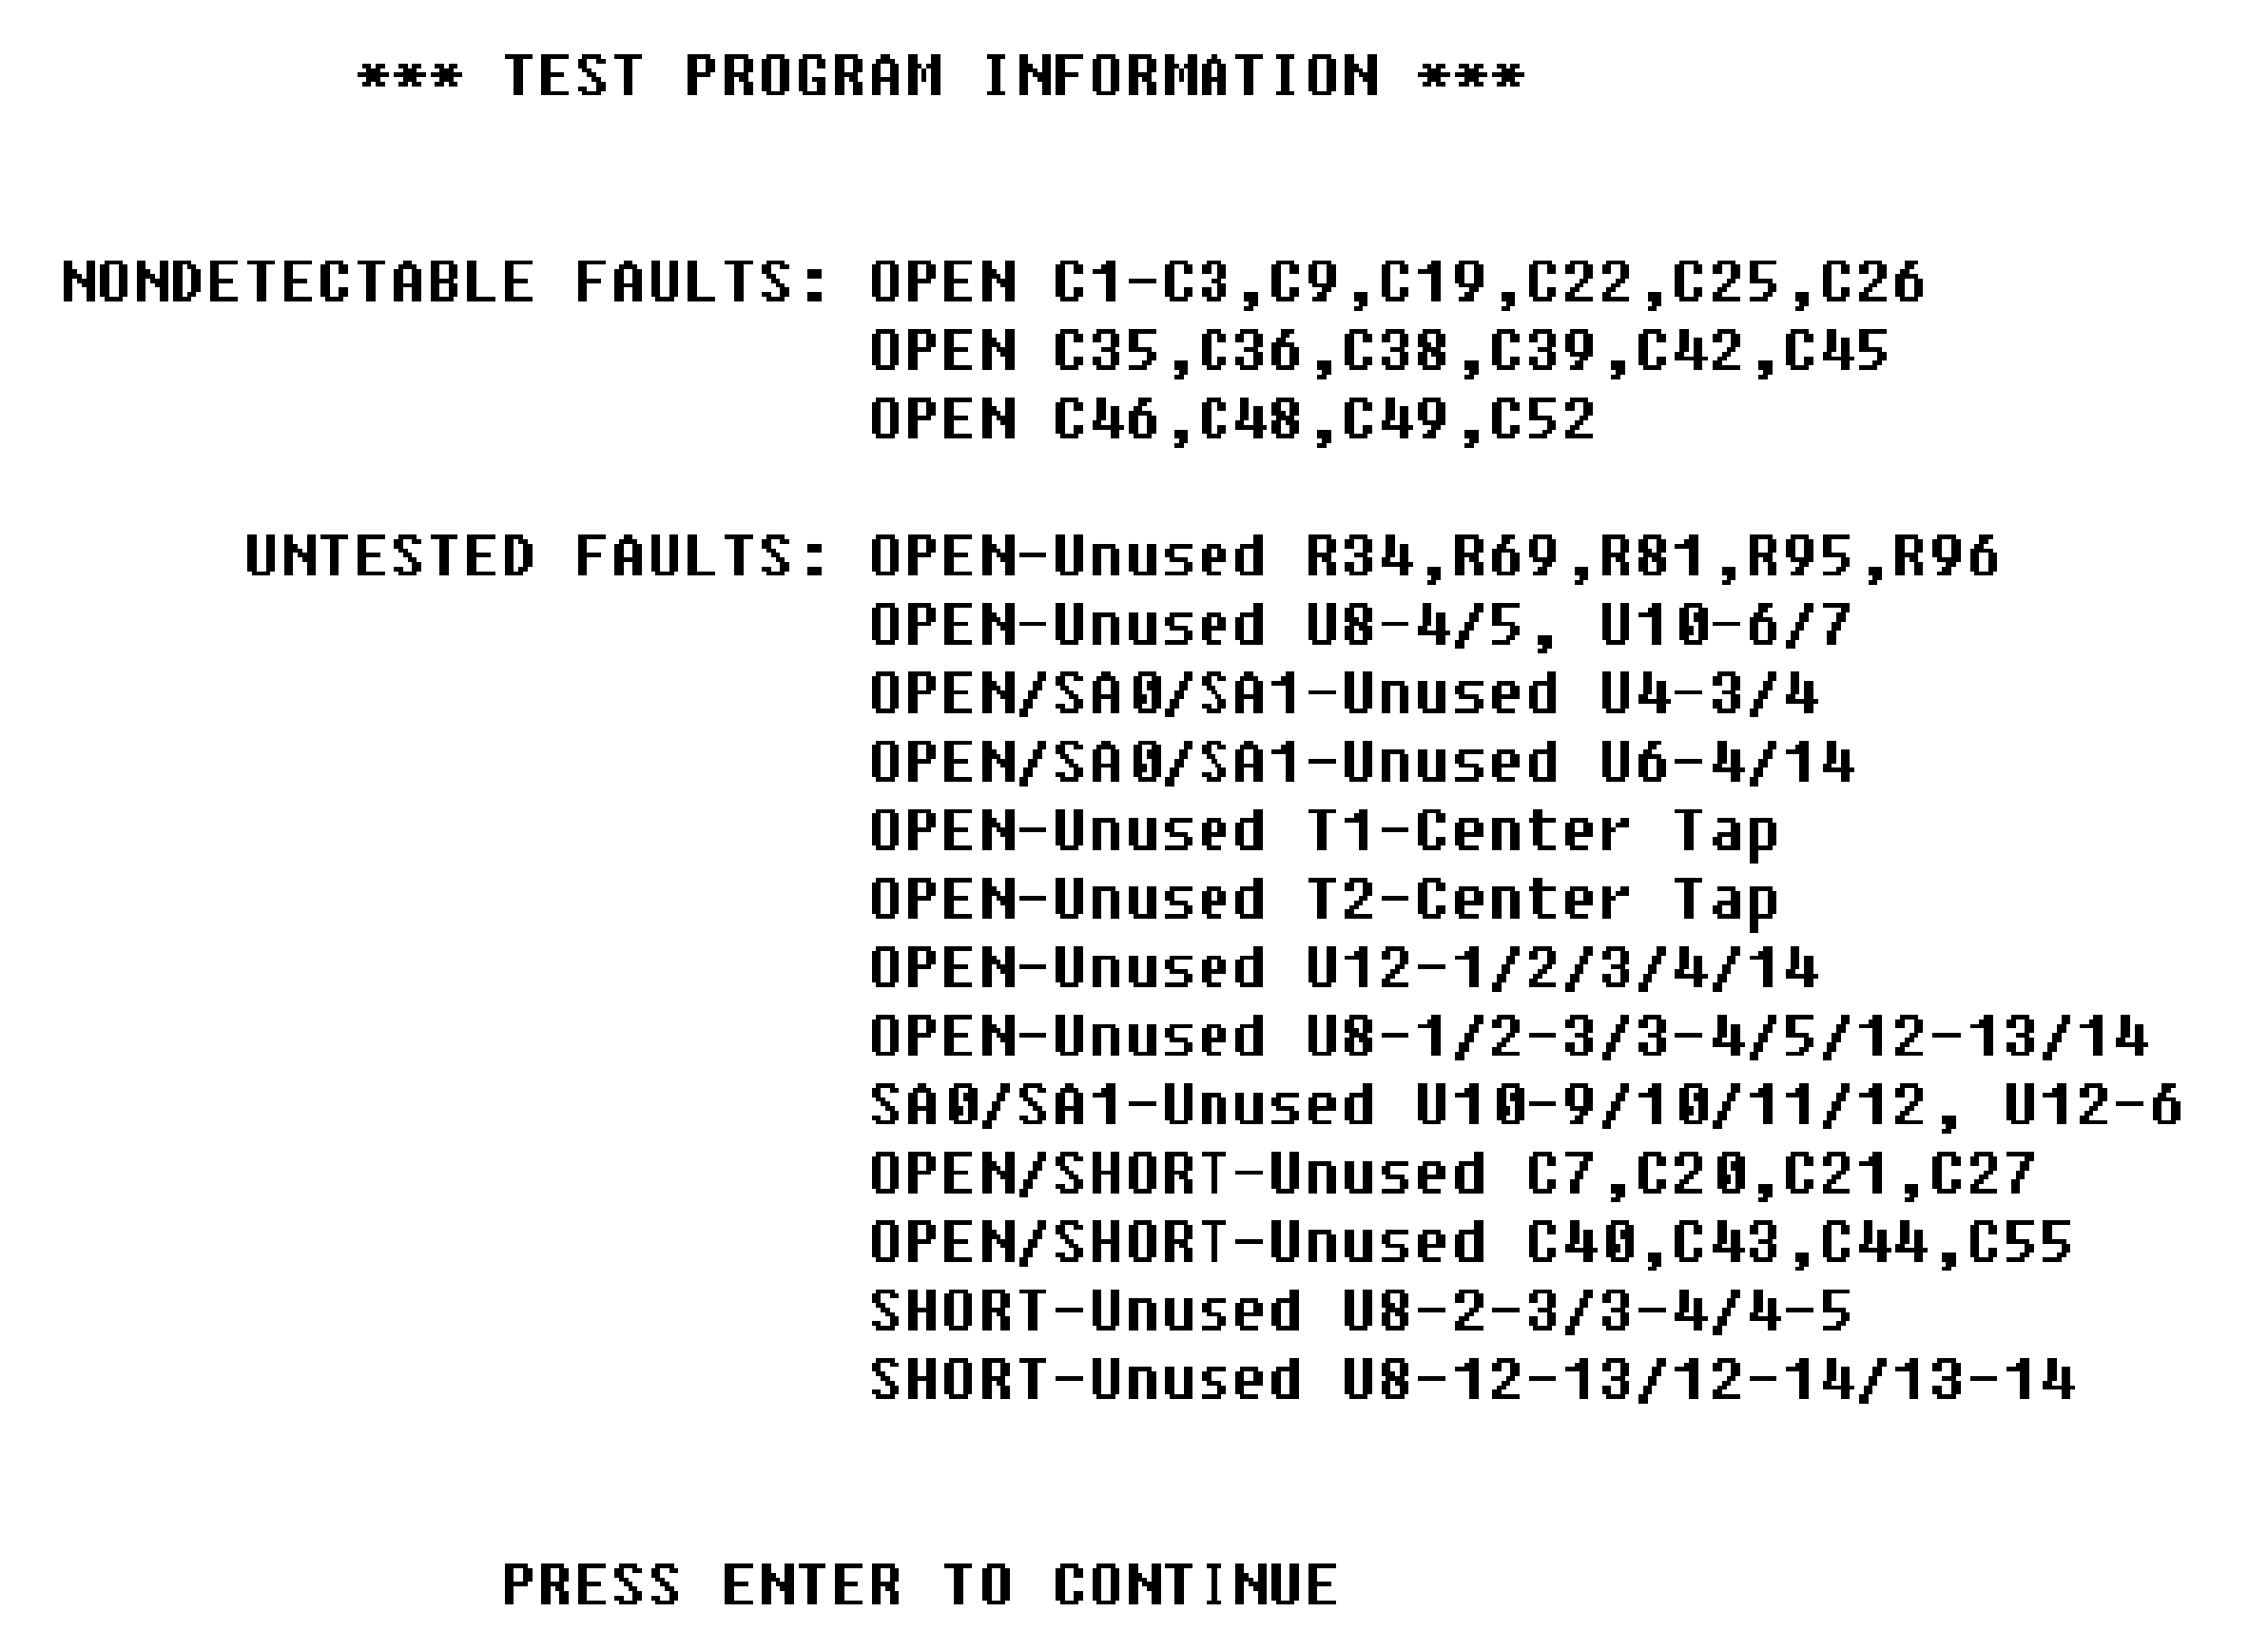 *** TEST PROGRAM INFORMATION ***
NONDETECTABLE FAULTS: OPEN C1-C3,C9,C19,C22,C25,C26
OPEN C35,C36,C38,C39,C42,C45
OPEN C46,C48,C49,C52
UNTESTED FAULTS: OPEN-Unused R34,R69,R81,R95,R96
OPEN-Unused U8-4/5, U10-6/7
OPEN/SA0/SA1-Unused U4-3/4
OPEN/SA0/SA1-Unused U6-4/14
OPEN-Unused T1-Center Tap
OPEN-Unused T2-Center Tap
OPEN-Unused U12-1/2/3/4/14
OPEN-Unused U8-1/2-3/3-4/5/12-13/14
SA0/SA1-Unused U10-9/10/11/12, U12-6
OPEN/SHORT-Unused C7,C20,C21,C27
OPEN/SHORT-Unused C40,C43,C44,C55
SHORT-Unused U8-2-3/3-4/4-5
SHORT-Unused U8-12-13/12-14/13-14
PRESS ENTER TO CONTINUE